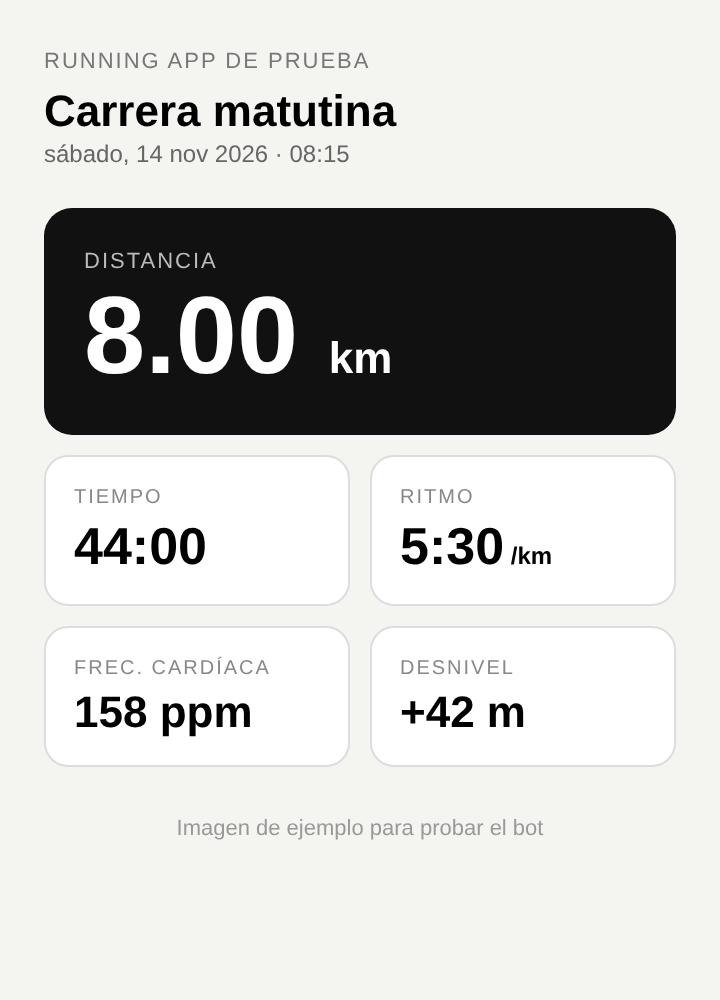 RUNNING APP DE PRUEBA
Carrera matutina
sábado, 14 nov 2026 · 08:15
DISTANCIA
8.00 km
TIEMPO
44:00
RITMO
5:30 /km
FREC. CARDÍACA
158 ppm
DESNIVEL
+42 m
Imagen de ejemplo para probar el bot